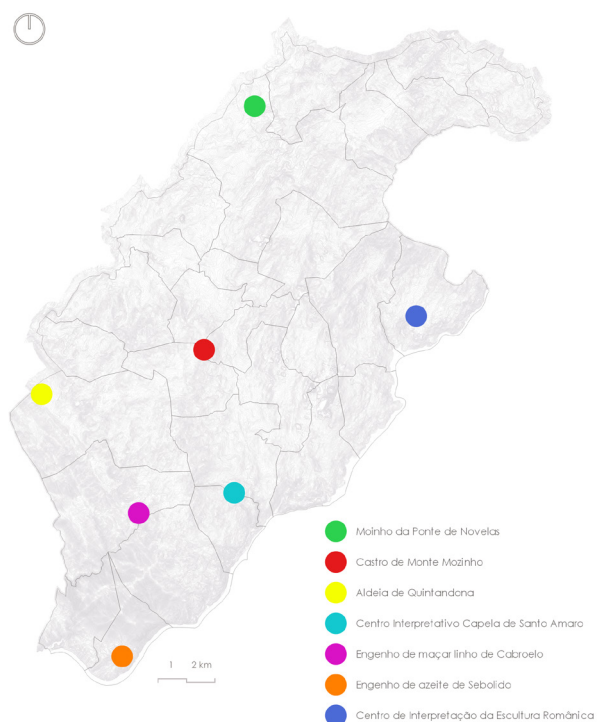 1 2 km
Moinho da Ponte de Novelas
Castro de Monte Mozinho
Aldeia de Quintandona
Centro Interpretativo Capela de Santo Amaro
Engenho de maçar linho de Cabroelo
Engenho de azeite de Sebolido
Centro de Interpretação da Escultura Românica